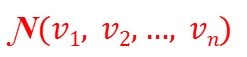 𝑵(v₁, v₂, ..., vₙ)